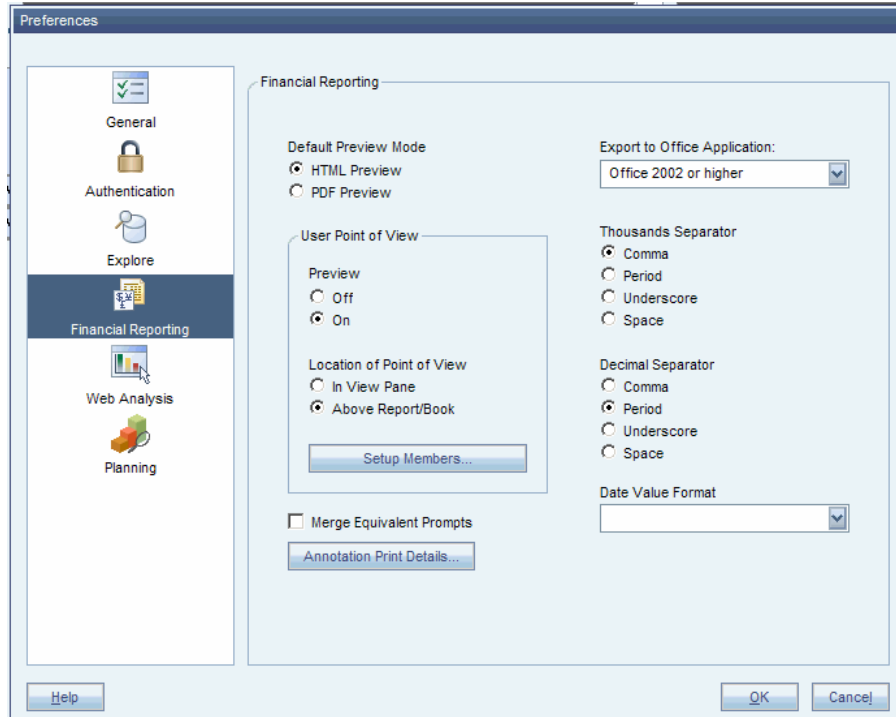 Preferences
General
Authentication
Explore
Financial Reporting
Web Analysis
Planning
Financial Reporting
Default Preview Mode
HTML Preview
PDF Preview
User Point of View
Preview
Off
On
Location of Point of View
In View Pane
Above Report/Book
Setup Members...
Merge Equivalent Prompts
Annotation Print Details...
Export to Office Application:
Office 2002 or higher
Thousands Separator
Comma
Period
Underscore
Space
Decimal Separator
Comma
Period
Underscore
Space
Date Value Format
Help
OK
Cancel